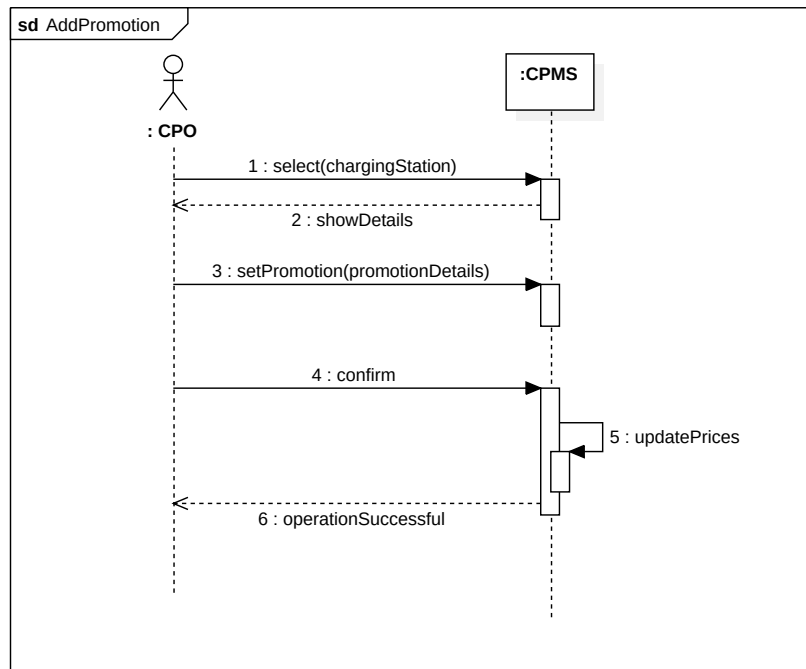 sd AddPromotion
:CPMS
: CPO
1 : select(chargingStation)
2 : showDetails
3 : setPromotion(promotionDetails)
4 : confirm
5 : updatePrices
6 : operationSuccessful